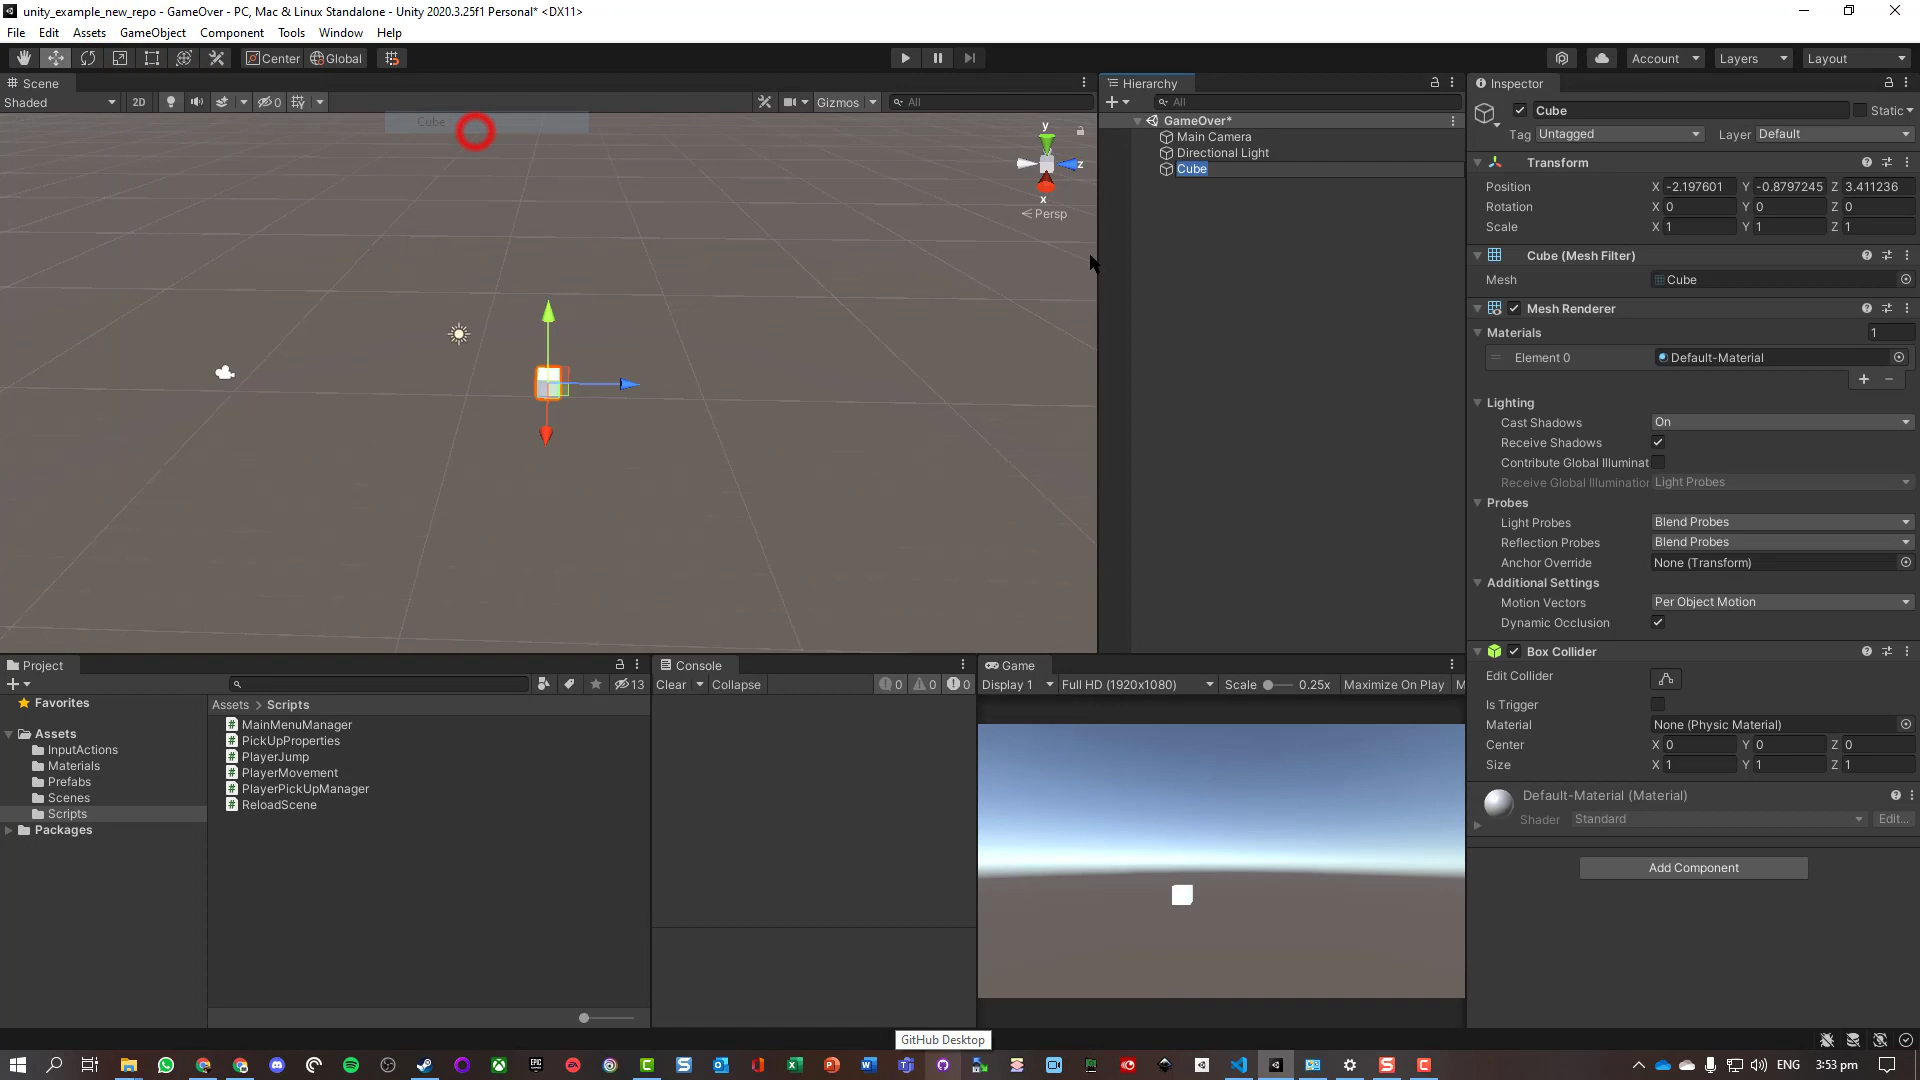 unity_example_new_repo - GameOver - PC, Mac & Linux Standalone - Unity 2020.3.25f1 Personal* <DX11>
File Edit Assets GameObject Component Tools Window Help
Center Global Account Layers Layout
Scene
Shaded 2D Gizmos All
Cube
y
z
x
Persp
Hierarchy
All
GameOver*
Main Camera
Directional Light
Cube
Inspector
Cube Static
Tag Untagged Layer Default
Transform
Position X -2.197601 Y -0.8797245 Z 3.411236
Rotation X 0 Y 0 Z 0
Scale X 1 Y 1 Z 1
Cube (Mesh Filter)
Mesh Cube
Mesh Renderer
Materials 1
Element 0 Default-Material
Lighting
Cast Shadows On
Receive Shadows
Contribute Global Illuminat
Receive Global Illumination Light Probes
Probes
Light Probes Blend Probes
Reflection Probes Blend Probes
Anchor Override None (Transform)
Additional Settings
Motion Vectors Per Object Motion
Dynamic Occlusion
Box Collider
Edit Collider
Is Trigger
Material None (Physic Material)
Center X 0 Y 0 Z 0
Size X 1 Y 1 Z 1
Default-Material (Material)
Shader Standard Edit...
Add Component
Project
13
Favorites
Assets
InputActions
Materials
Prefabs
Scenes
Scripts
Packages
Assets > Scripts
MainMenuManager
PickUpProperties
PlayerJump
PlayerMovement
PlayerPickUpManager
ReloadScene
Console
Clear Collapse 0 0 0
Game
Display 1 Full HD (1920x1080) Scale 0.25x Maximize On Play M
GitHub Desktop
ENG 3:53 pm